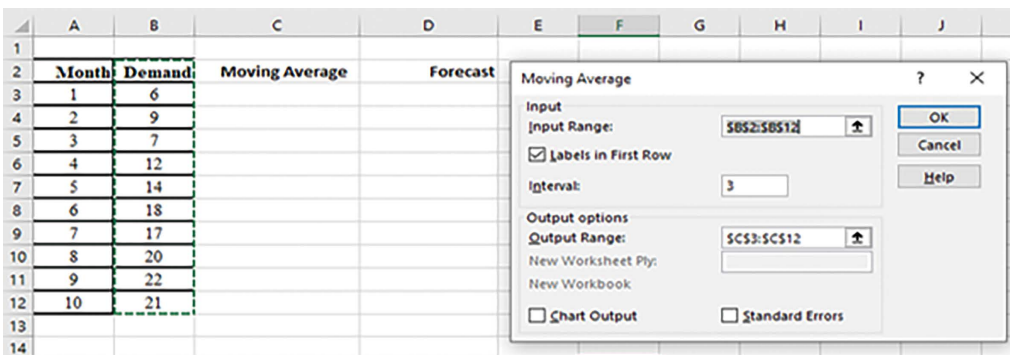 A B C D E F G H I J
1
2 Month Demand Moving Average Forecast
3 1 6
4 2 9
5 3 7
6 4 12
7 5 14
8 6 18
9 7 17
10 8 20
11 9 22
12 10 21
13
14
Moving Average ? ×
Input
Input Range: $B$2:$B$12
Labels in First Row
Interval: 3
OK
Cancel
Help
Output options
Output Range: $C$3:$C$12
New Worksheet Ply:
New Workbook
Chart Output Standard Errors